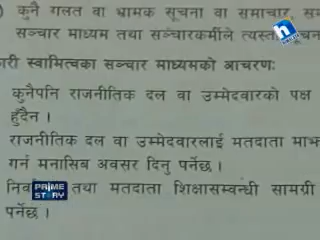 कुनै गलत वा भ्रामक सूचना वा समाचार,
सञ्चार माध्यम तथा सञ्चारकर्मीले त्यस्तो
कारी स्वामित्वका सञ्चार माध्यमको आचरणः
कुनैपनि राजनीतिक दल वा उम्मेदवारको पक्ष
हुँदैन ।
राजनीतिक दल वा उम्मेदवारलाई मतदाता माझ
गर्न मनासिब अवसर दिनु पर्नेछ ।
तथा मतदाता शिक्षासम्बन्धी सामग्री
पर्नेछ ।
PRIME
STORY